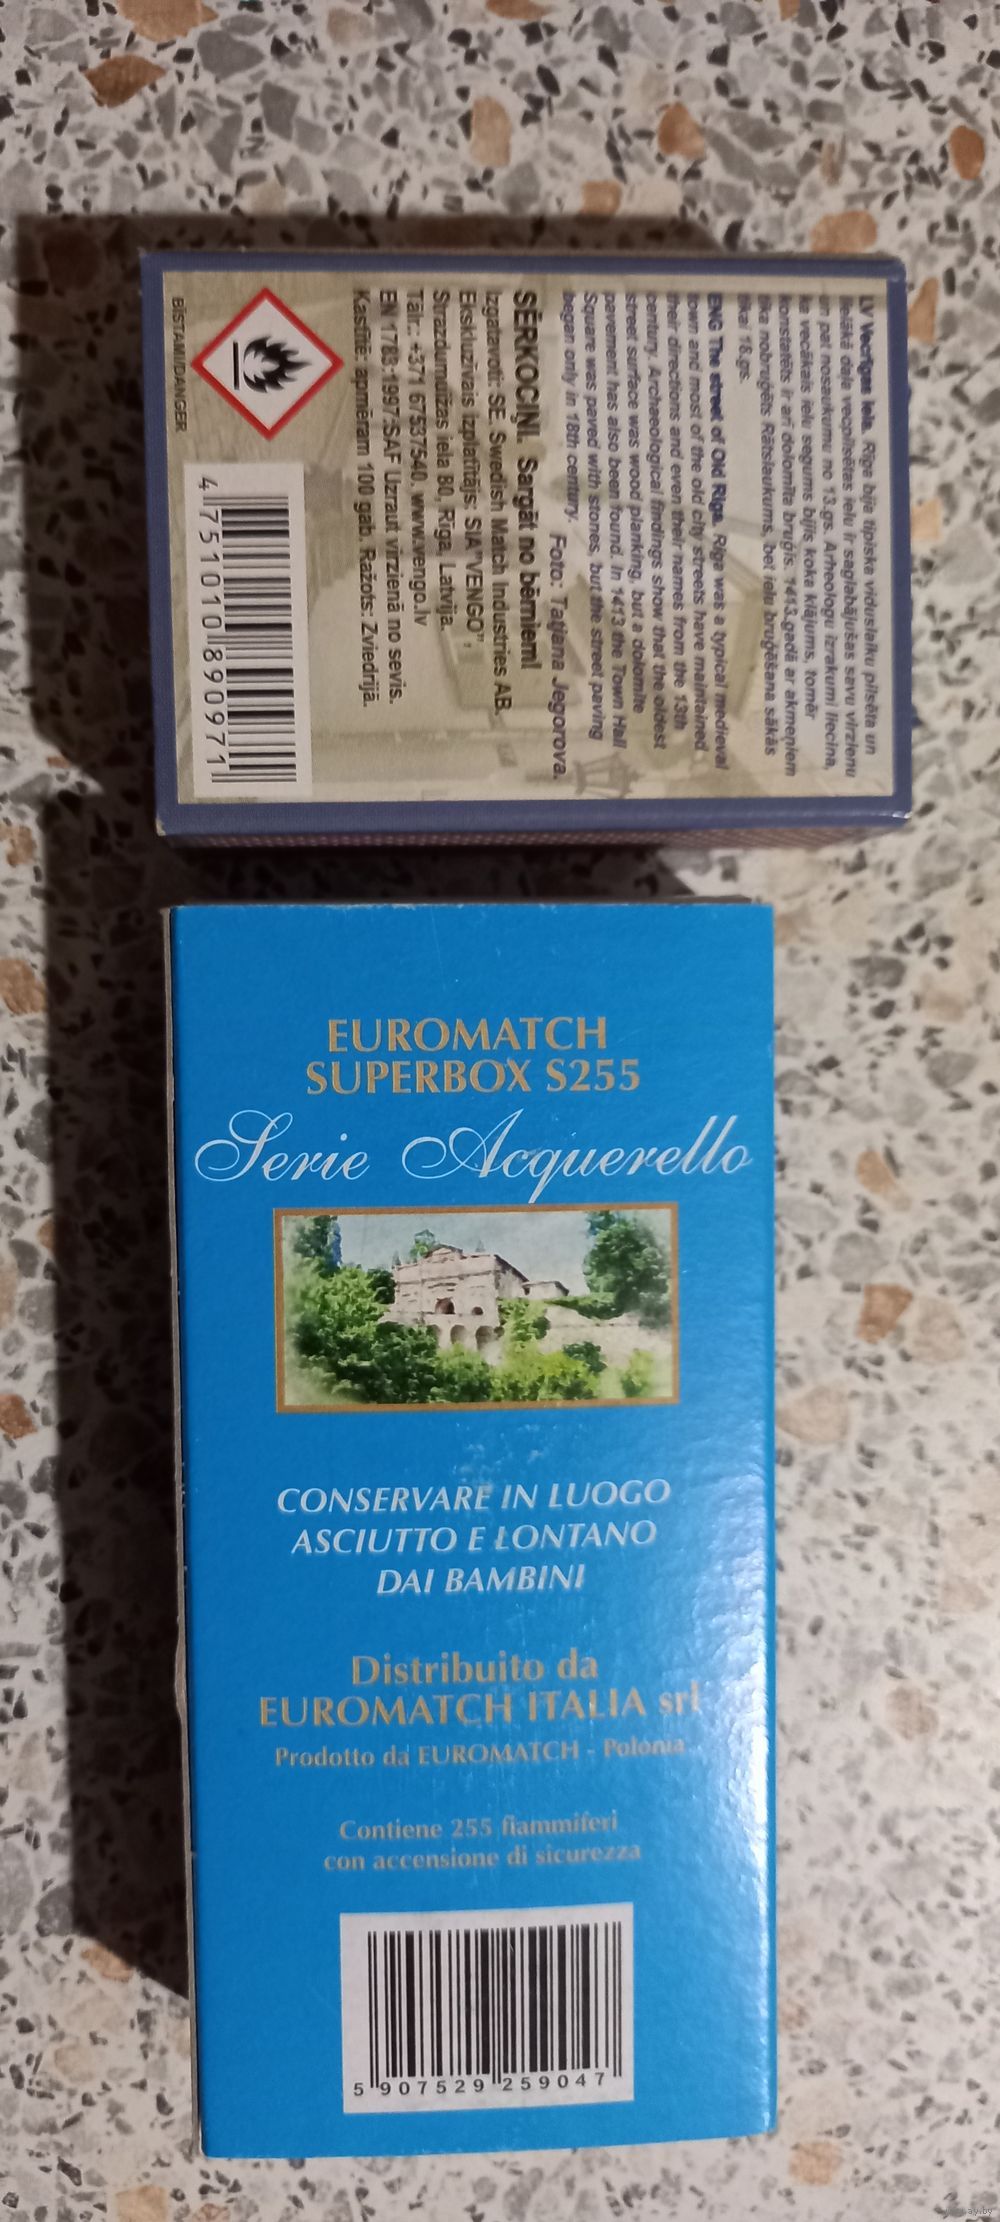 LV Vecrīgas iela. Rīga bija tipiska viduslaiku pilsēta un
lielākā daļa vecpilsētas ielu ir saglabājušas savu virzienu
un pat nosaukumu no 13.gs. Arheologu izrakumi liecina,
ka vecākais ielu segums bijis koka klājums, tomēr
konstatēts ir arī dolomīta bruģis. 1413.gadā ar akmeņiem
tika nobruģēts Rātslaukums, bet ielu bruģēšana sākās
tikai 18.gs.
ENG The street of Old Riga. Riga was a typical medieval
town and most of the old city streets have maintained
their directions and even their names from the 13th
century. Archaeological findings show that the oldest
street surface was wood planking, but a dolomite
pavement has also been found. In 1413 the Town Hall
Square was paved with stones, but the street paving
began only in 18th century.
Foto: Tatjana Jegorova.
SĒRKOCIŅI. Sargāt no bērniem!
Izgatavoti: SE. Swedish Match Industries AB.
Ekskluzīvais izplatītājs: SIA "VENGO",
Strazdumuižas iela 80, Rīga, Latvija.
Tālr.: +371 67537540, www.vengo.lv
EN 1783:1997:SAF Uzraut virzienā no sevis.
Kastītē apmēram 100 gab. Ražots: Zviedrijā.
BĪSTAMI/DANGER
4751010890971
EUROMATCH
SUPERBOX S255
Serie Acquerello
CONSERVARE IN LUOGO
ASCIUTTO E LONTANO
DAI BAMBINI
Distribuito da
EUROMATCH ITALIA srl
Prodotto da EUROMATCH - Polonia
Contiene 255 fiammiferi
con accensione di sicurezza
5907529259047